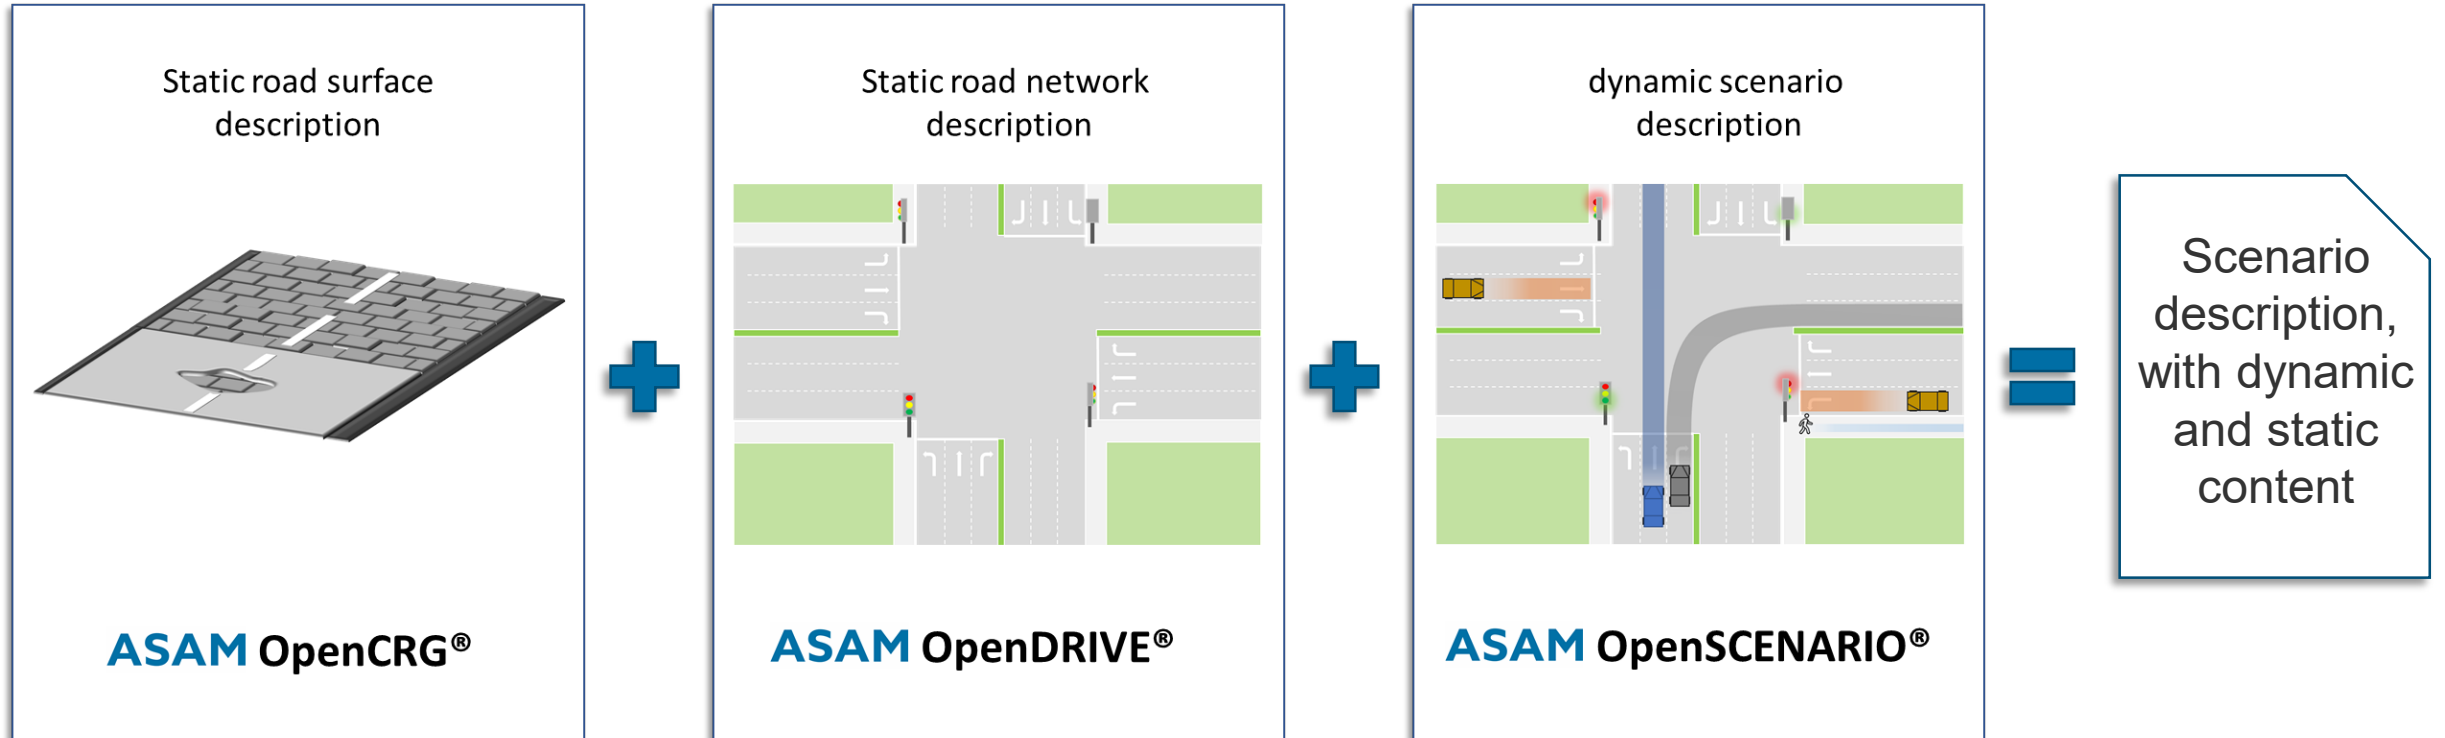 Static road surface
description
ASAM OpenCRG®
Static road network
description
ASAM OpenDRIVE®
dynamic scenario
description
ASAM OpenSCENARIO®
Scenario
description,
with dynamic
and static
content